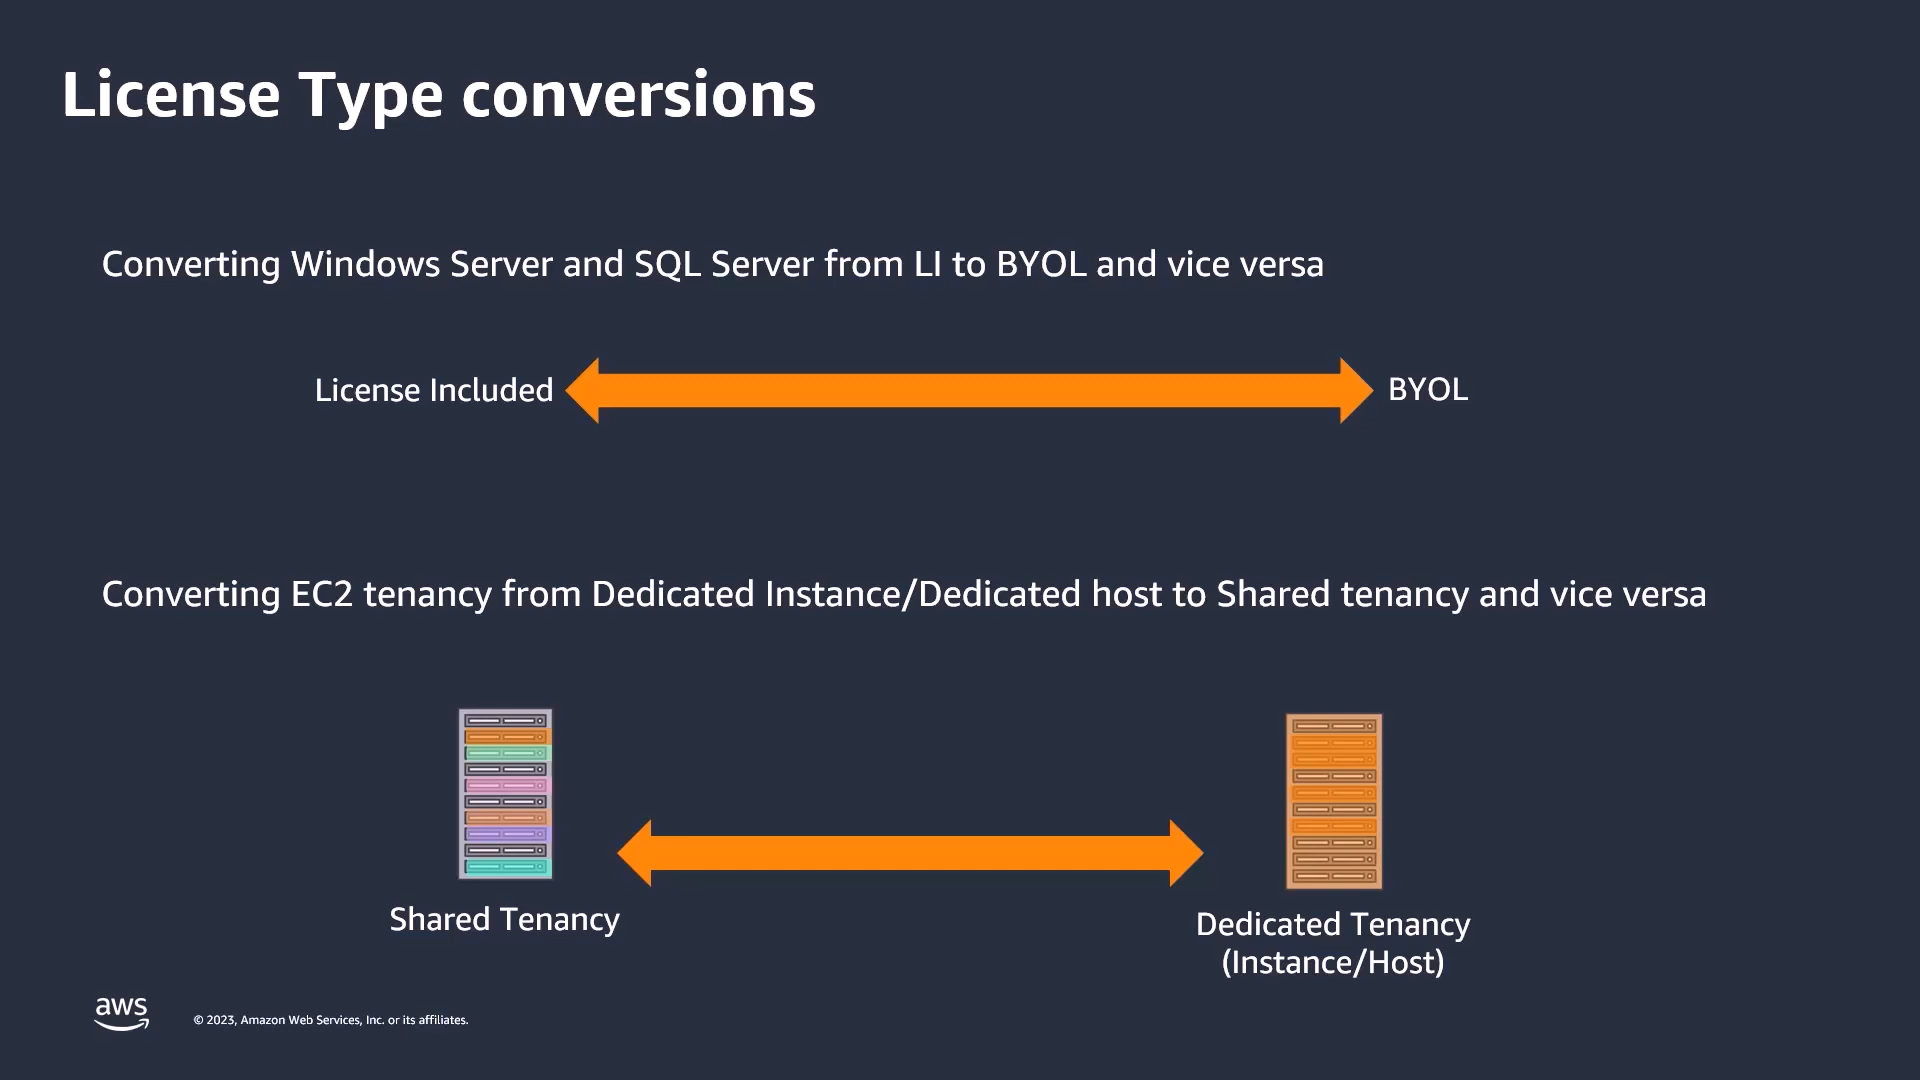 License Type conversions
Converting Windows Server and SQL Server from LI to BYOL and vice versa
License Included
BYOL
Converting EC2 tenancy from Dedicated Instance/Dedicated host to Shared tenancy and vice versa
Shared Tenancy
Dedicated Tenancy
(Instance/Host)
aws
© 2023, Amazon Web Services, Inc. or its affiliates.